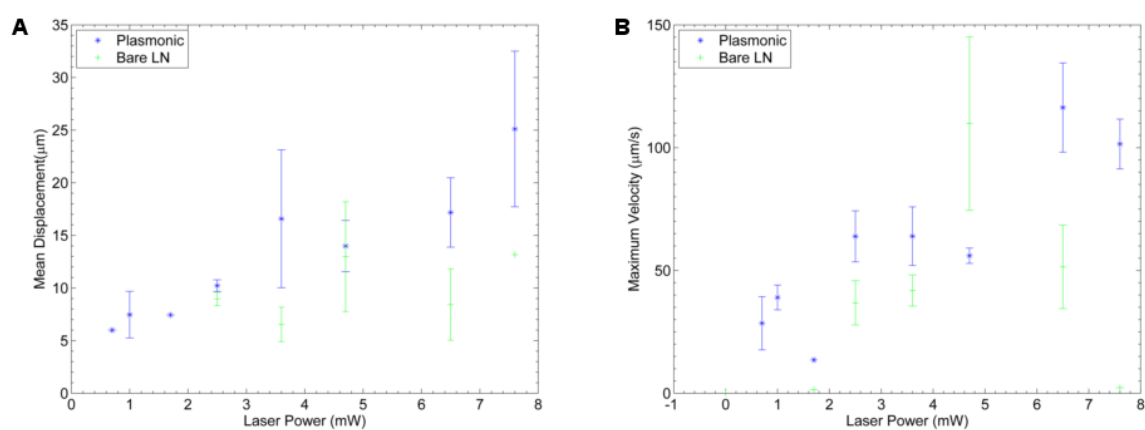 A
35
30
25
20
15
10
5
0
Mean Displacement(μm)
Plasmonic
Bare LN
0 1 2 3 4 5 6 7 8
Laser Power (mW)
B
150
100
50
0
Maximum Velocity (μm/s)
Plasmonic
Bare LN
-1 0 1 2 3 4 5 6 7 8
Laser Power (mW)